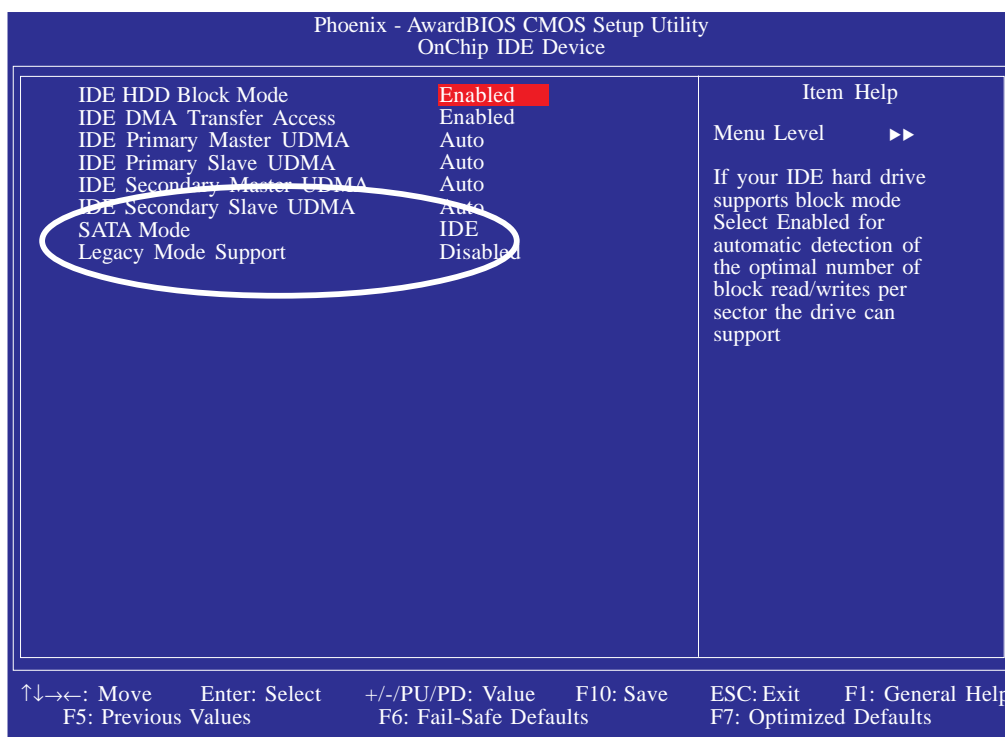 Phoenix - AwardBIOS CMOS Setup Utility
OnChip IDE Device
IDE HDD Block Mode Enabled
IDE DMA Transfer Access Enabled
IDE Primary Master UDMA Auto
IDE Primary Slave UDMA Auto
IDE Secondary Master UDMA Auto
IDE Secondary Slave UDMA Auto
SATA Mode IDE
Legacy Mode Support Disabled
Item Help
Menu Level ▶▶
If your IDE hard drive
supports block mode
Select Enabled for
automatic detection of
the optimal number of
block read/writes per
sector the drive can
support
↑↓→←: Move Enter: Select +/-/PU/PD: Value F10: Save ESC: Exit F1: General Help
F5: Previous Values F6: Fail-Safe Defaults F7: Optimized Defaults